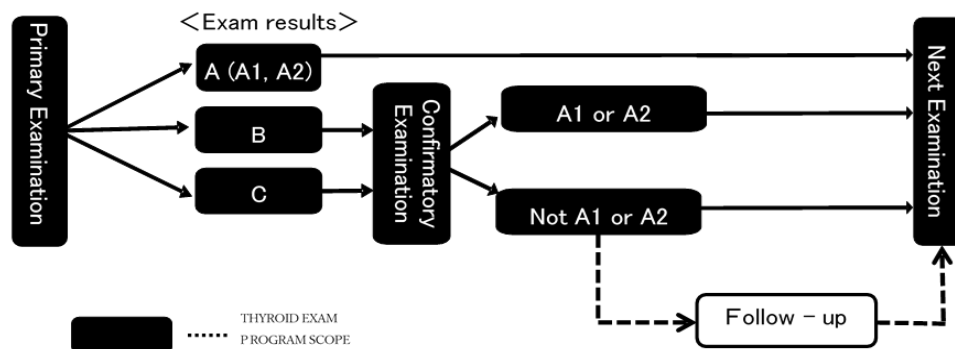 <Exam results>
Primary Examination
A (A1, A2)
B
C
Confirmatory
Examination
A1 or A2
Not A1 or A2
Next Examination
Follow - up
THYROID EXAM
PROGRAM SCOPE